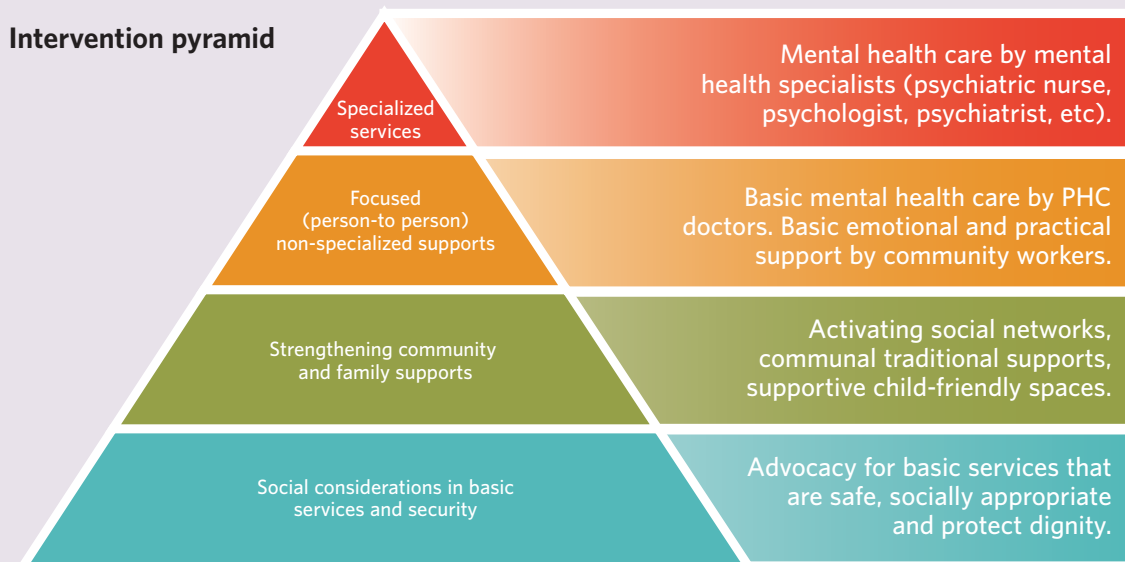 Intervention pyramid
Specialized
services
Mental health care by mental
health specialists (psychiatric nurse,
psychologist, psychiatrist, etc).
Focused
(person-to person)
non-specialized supports
Basic mental health care by PHC
doctors. Basic emotional and practical
support by community workers.
Strengthening community
and family supports
Activating social networks,
communal traditional supports,
supportive child-friendly spaces.
Social considerations in basic
services and security
Advocacy for basic services that
are safe, socially appropriate
and protect dignity.